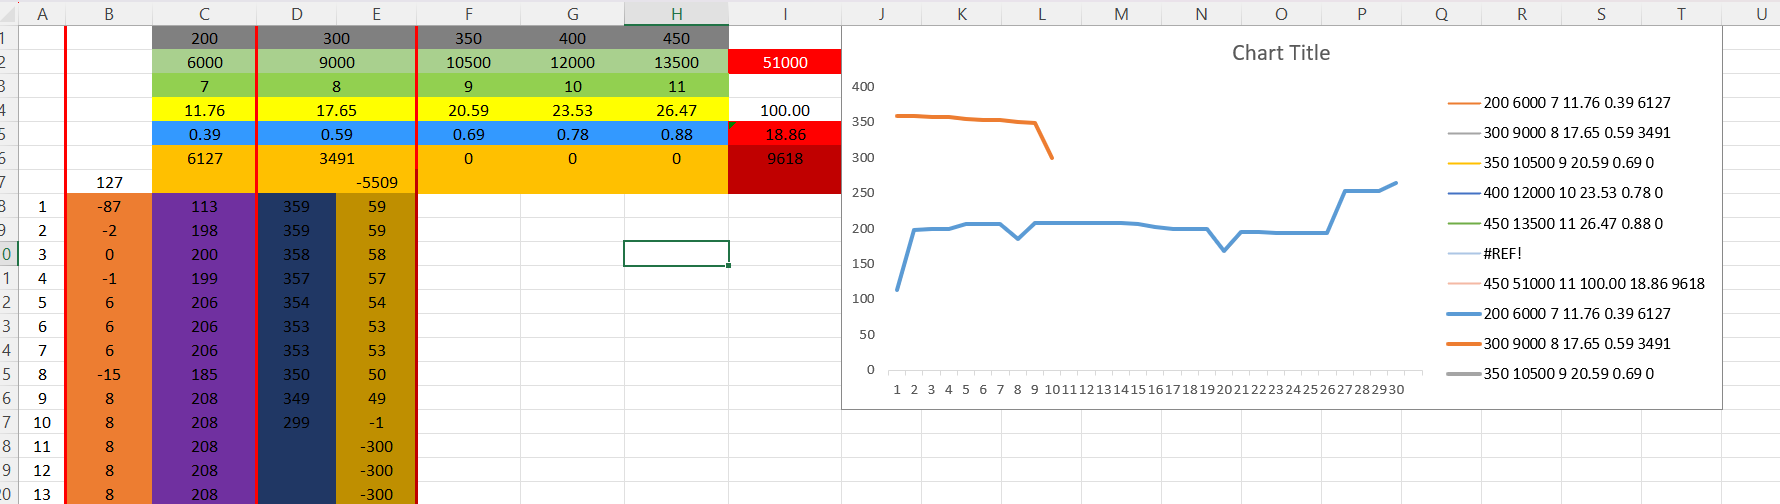 A B C D E F G H I J K L M N O P Q R S T U
1 200 300 350 400 450
2 6000 9000 10500 12000 13500 51000
3 7 8 9 10 11
4 11.76 17.65 20.59 23.53 26.47 100.00
5 0.39 0.59 0.69 0.78 0.88 18.86
6 6127 3491 0 0 0 9618
7 127 -5509
8 1 -87 113 359 59
9 2 -2 198 359 59
0 3 0 200 358 58
1 4 -1 199 357 57
2 5 6 206 354 54
3 6 6 206 353 53
4 7 6 206 353 53
5 8 -15 185 350 50
6 9 8 208 349 49
7 10 8 208 299 -1
8 11 8 208 -300
9 12 8 208 -300
0 13 8 208 -300
Chart Title
400
350
300
250
200
150
100
50
0
1 2 3 4 5 6 7 8 9 10 11 12 13 14 15 16 17 18 19 20 21 22 23 24 25 26 27 28 29 30
200 6000 7 11.76 0.39 6127
300 9000 8 17.65 0.59 3491
350 10500 9 20.59 0.69 0
400 12000 10 23.53 0.78 0
450 13500 11 26.47 0.88 0
#REF!
450 51000 11 100.00 18.86 9618
200 6000 7 11.76 0.39 6127
300 9000 8 17.65 0.59 3491
350 10500 9 20.59 0.69 0